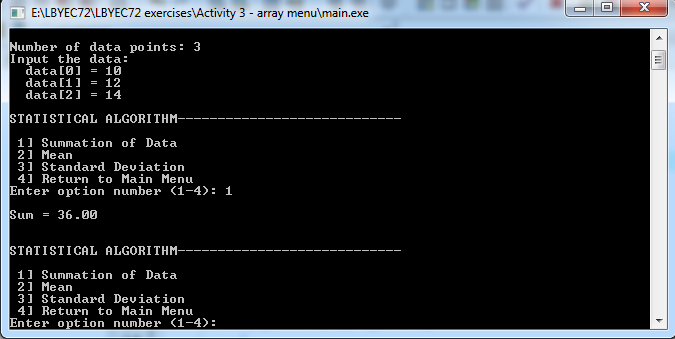 E:\LBYEC72\LBYEC72 exercises\Activity 3 - array menu\main.exe
Number of data points: 3
Input the data:
data[0] = 10
data[1] = 12
data[2] = 14
STATISTICAL ALGORITHM----------------------------
1] Summation of Data
2] Mean
3] Standard Deviation
4] Return to Main Menu
Enter option number (1-4): 1
Sum = 36.00
STATISTICAL ALGORITHM----------------------------
1] Summation of Data
2] Mean
3] Standard Deviation
4] Return to Main Menu
Enter option number (1-4):